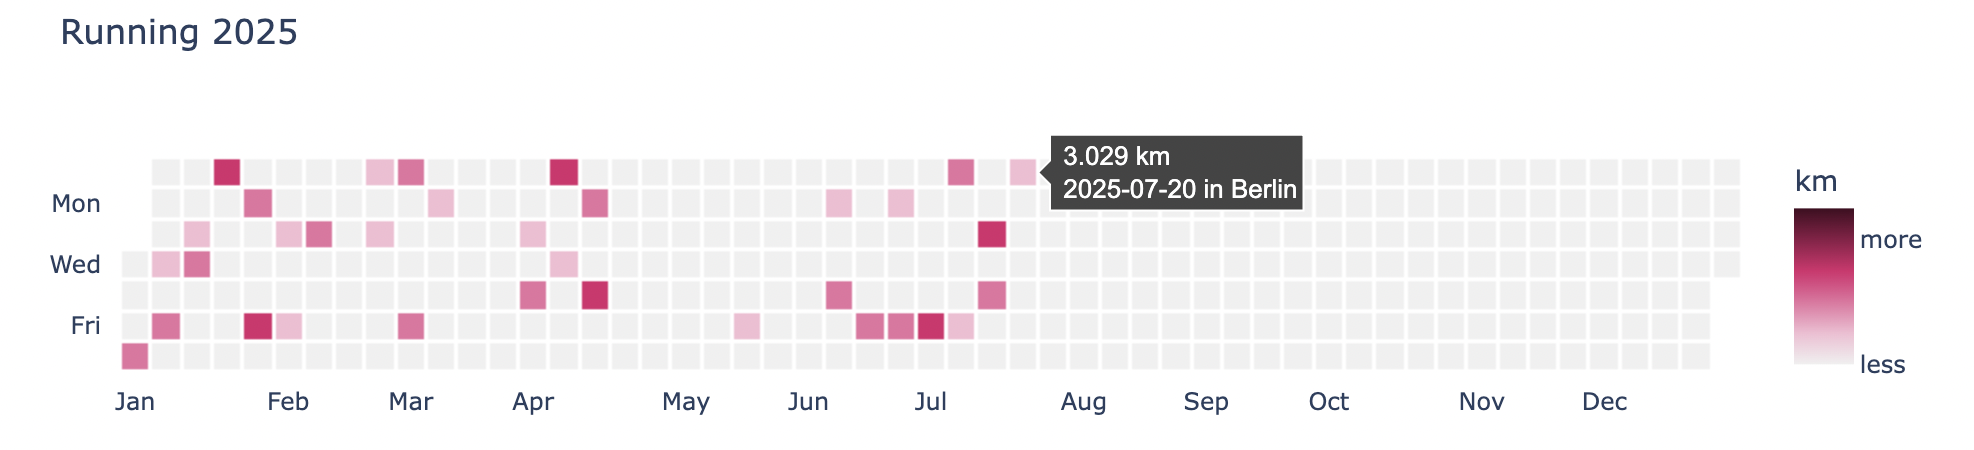 Running 2025
3.029 km
2025-07-20 in Berlin
Mon
Wed
Fri
Jan Feb Mar Apr May Jun Jul Aug Sep Oct Nov Dec
km
more
less